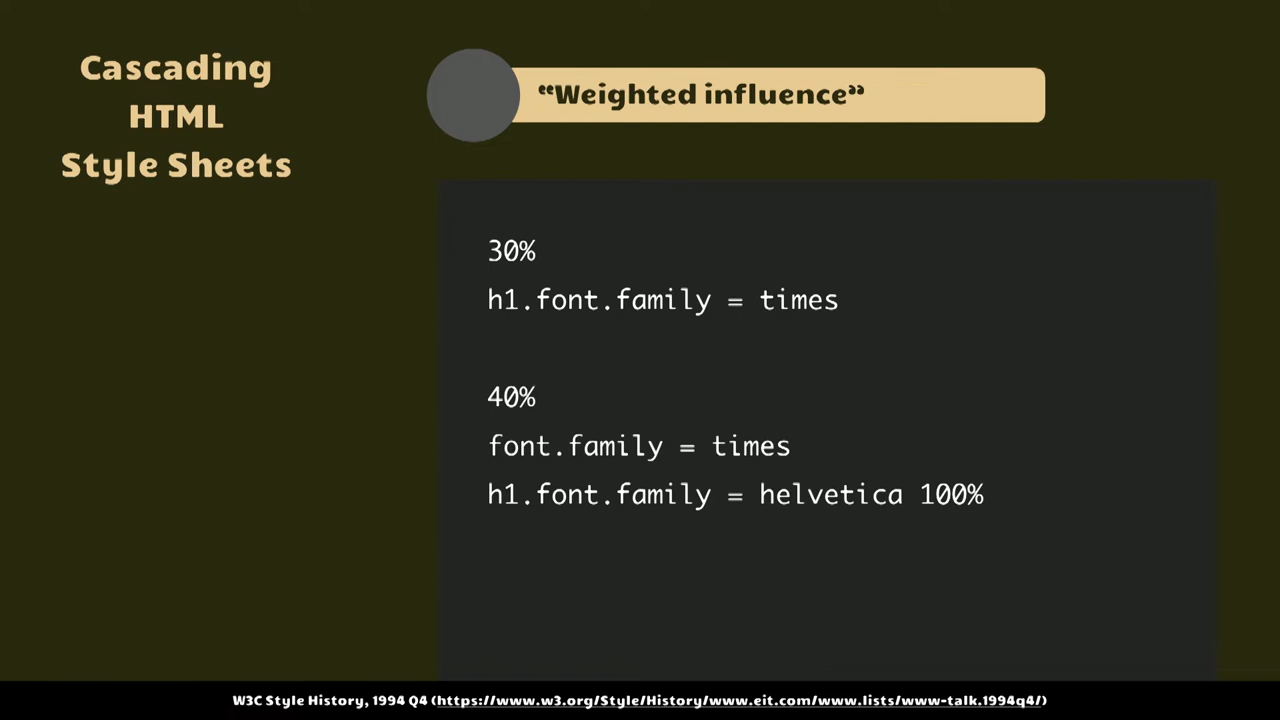 Cascading
HTML
Style Sheets
“Weighted influence”
30%
h1.font.family = times
40%
font.family = times
h1.font.family = helvetica 100%
W3C Style History, 1994 Q4 (https://www.w3.org/Style/History/www.eit.com/www.lists/www-talk.1994q4/)